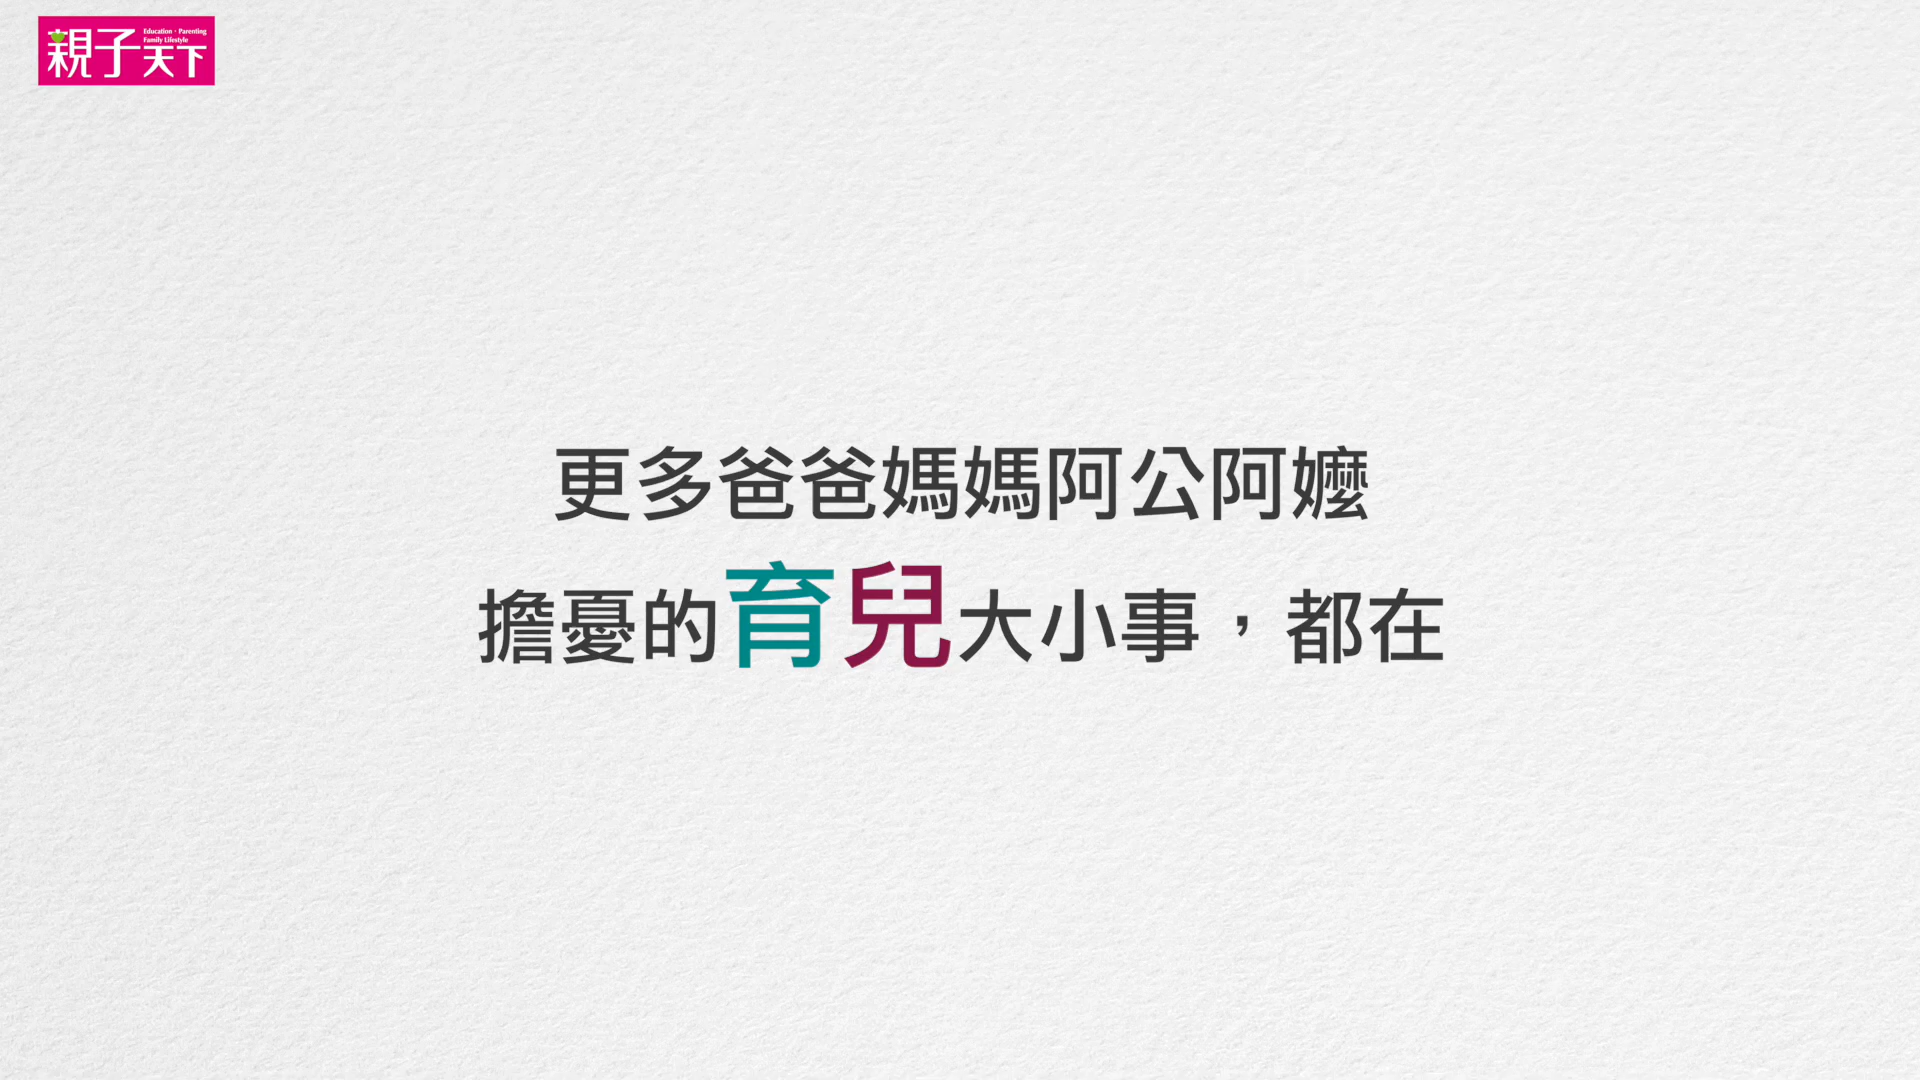 親子天下
Education · Parenting
Family Lifestyle
更多爸爸媽媽阿公阿嬤
擔憂的育兒大小事，都在